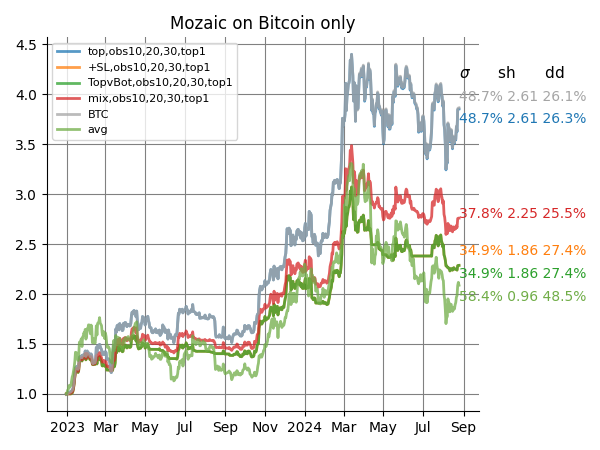 Mozaic on Bitcoin only
4.5
4.0
3.5
3.0
2.5
2.0
1.5
1.0
top,obs10,20,30,top1
+SL,obs10,20,30,top1
TopvBot,obs10,20,30,top1
mix,obs10,20,30,top1
BTC
avg
σ sh dd
48.7% 2.61 26.1%
48.7% 2.61 26.3%
37.8% 2.25 25.5%
34.9% 1.86 27.4%
34.9% 1.86 27.4%
58.4% 0.96 48.5%
2023 Mar May Jul Sep Nov 2024 Mar May Jul Sep